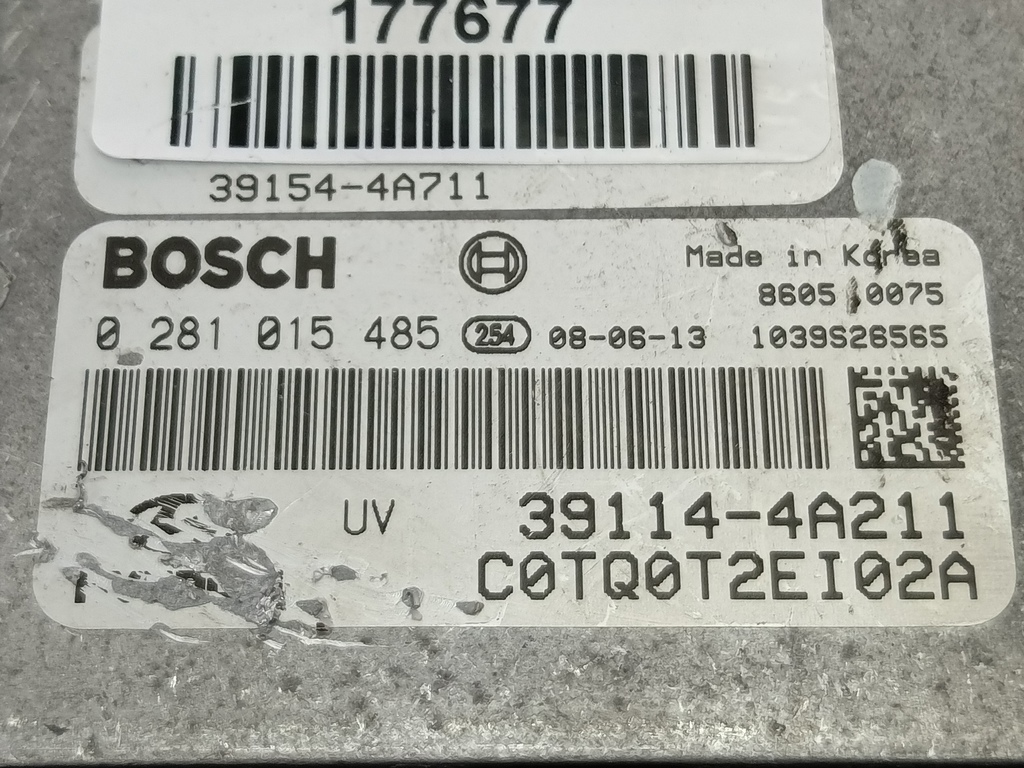 177677
39154-4A711
BOSCH
Made in Korea
8605 0075
0 281 015 485 254 08-06-13 1039S26565
UV 39114-4A211
C0TQ0T2EI02A